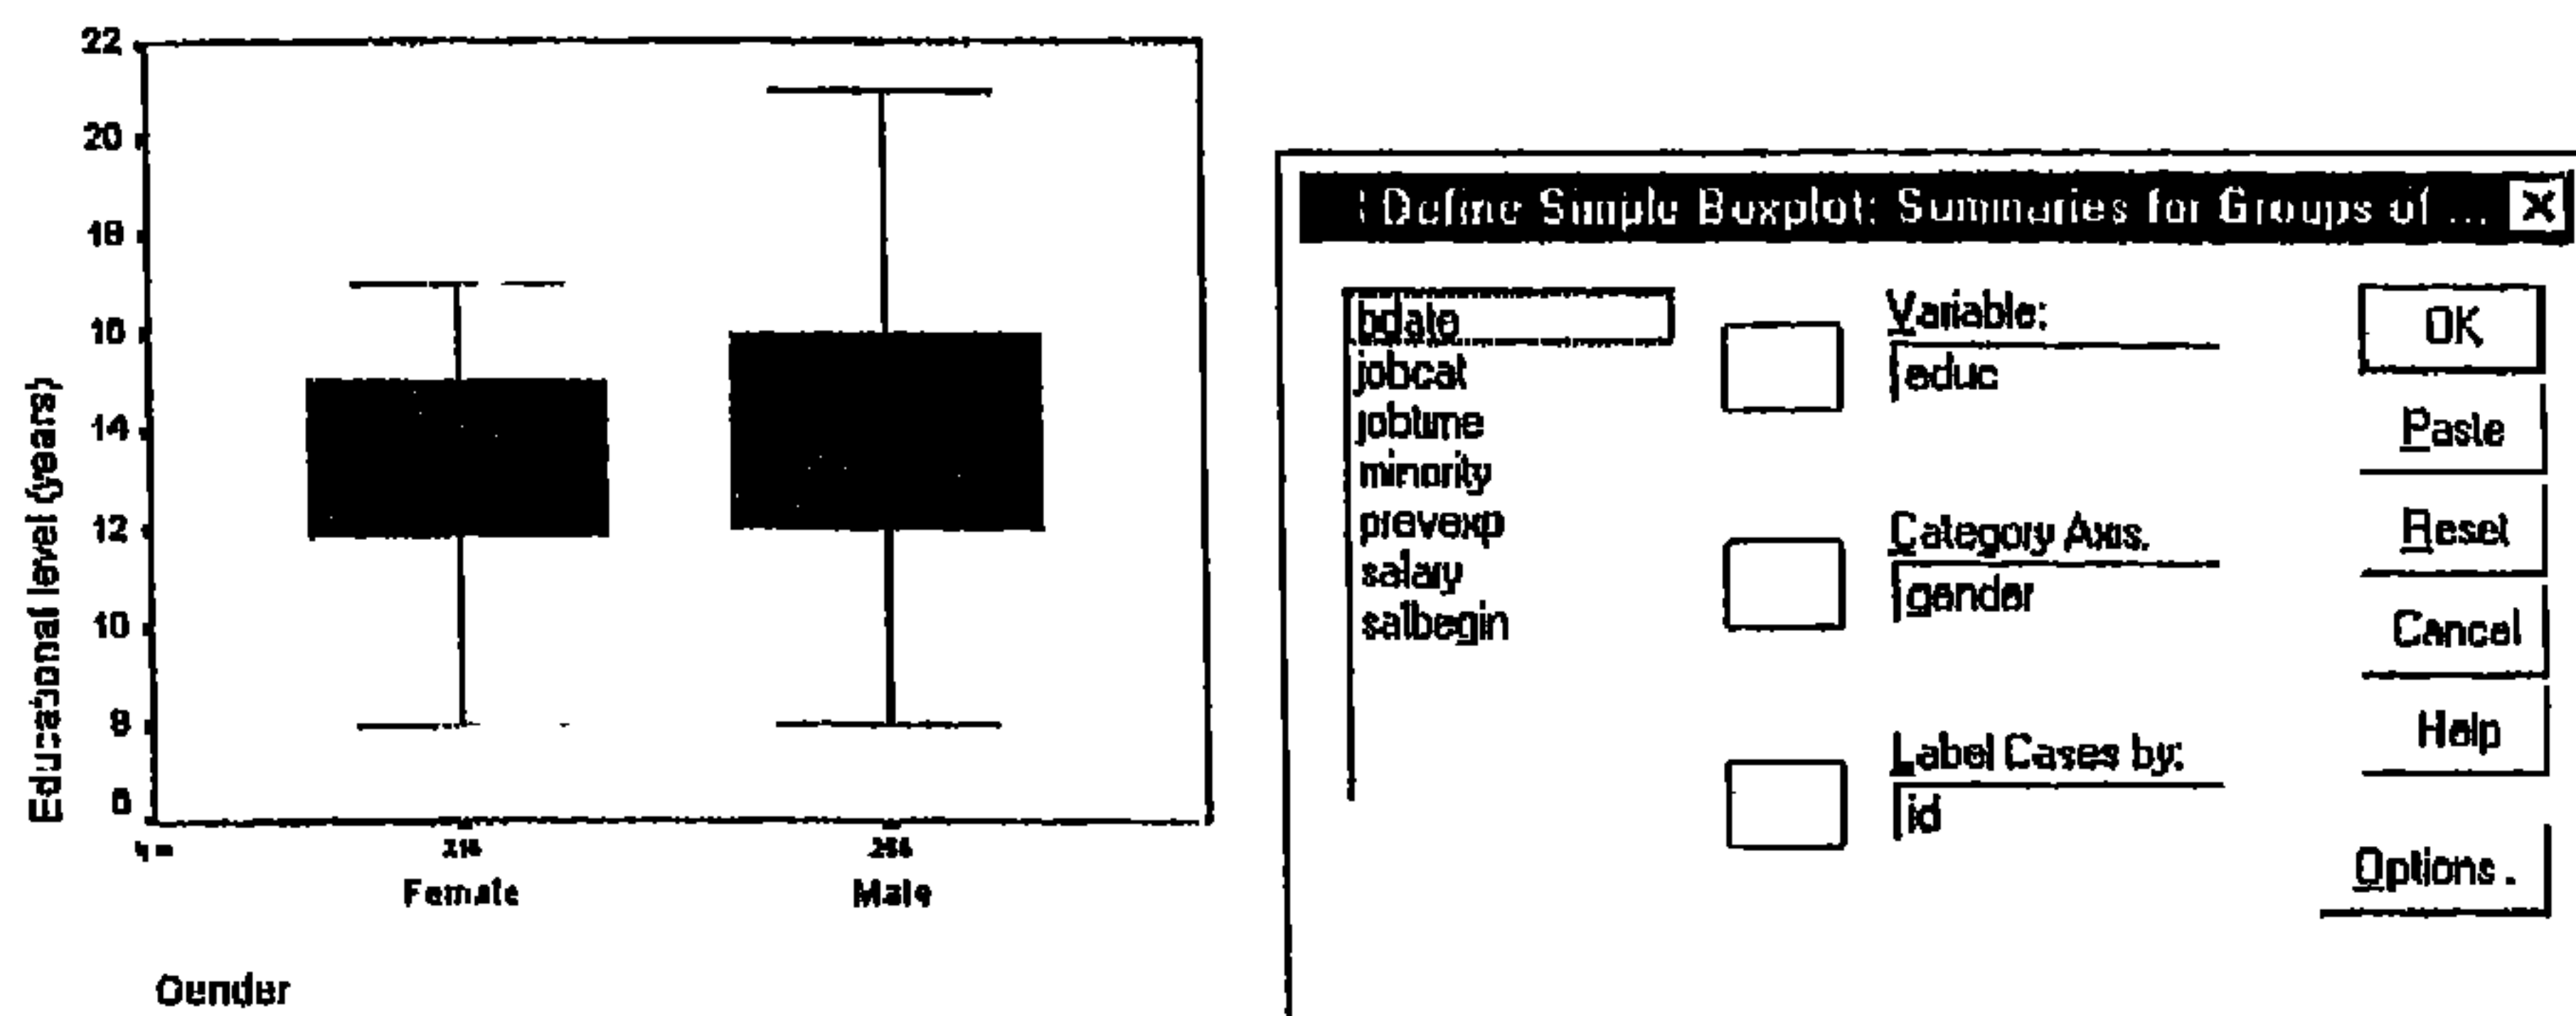 22
20
18
16
14
12
10
8
6
Educational level (years)
N =
216
258
Female
Male
Gender
Define Simple Boxplot: Summaries for Groups of ...
bdate
jobcat
jobtime
minority
prevexp
salary
salbegin
Variable:
educ
Category Axis.
gender
Label Cases by:
id
OK
Paste
Reset
Cancel
Help
Options .